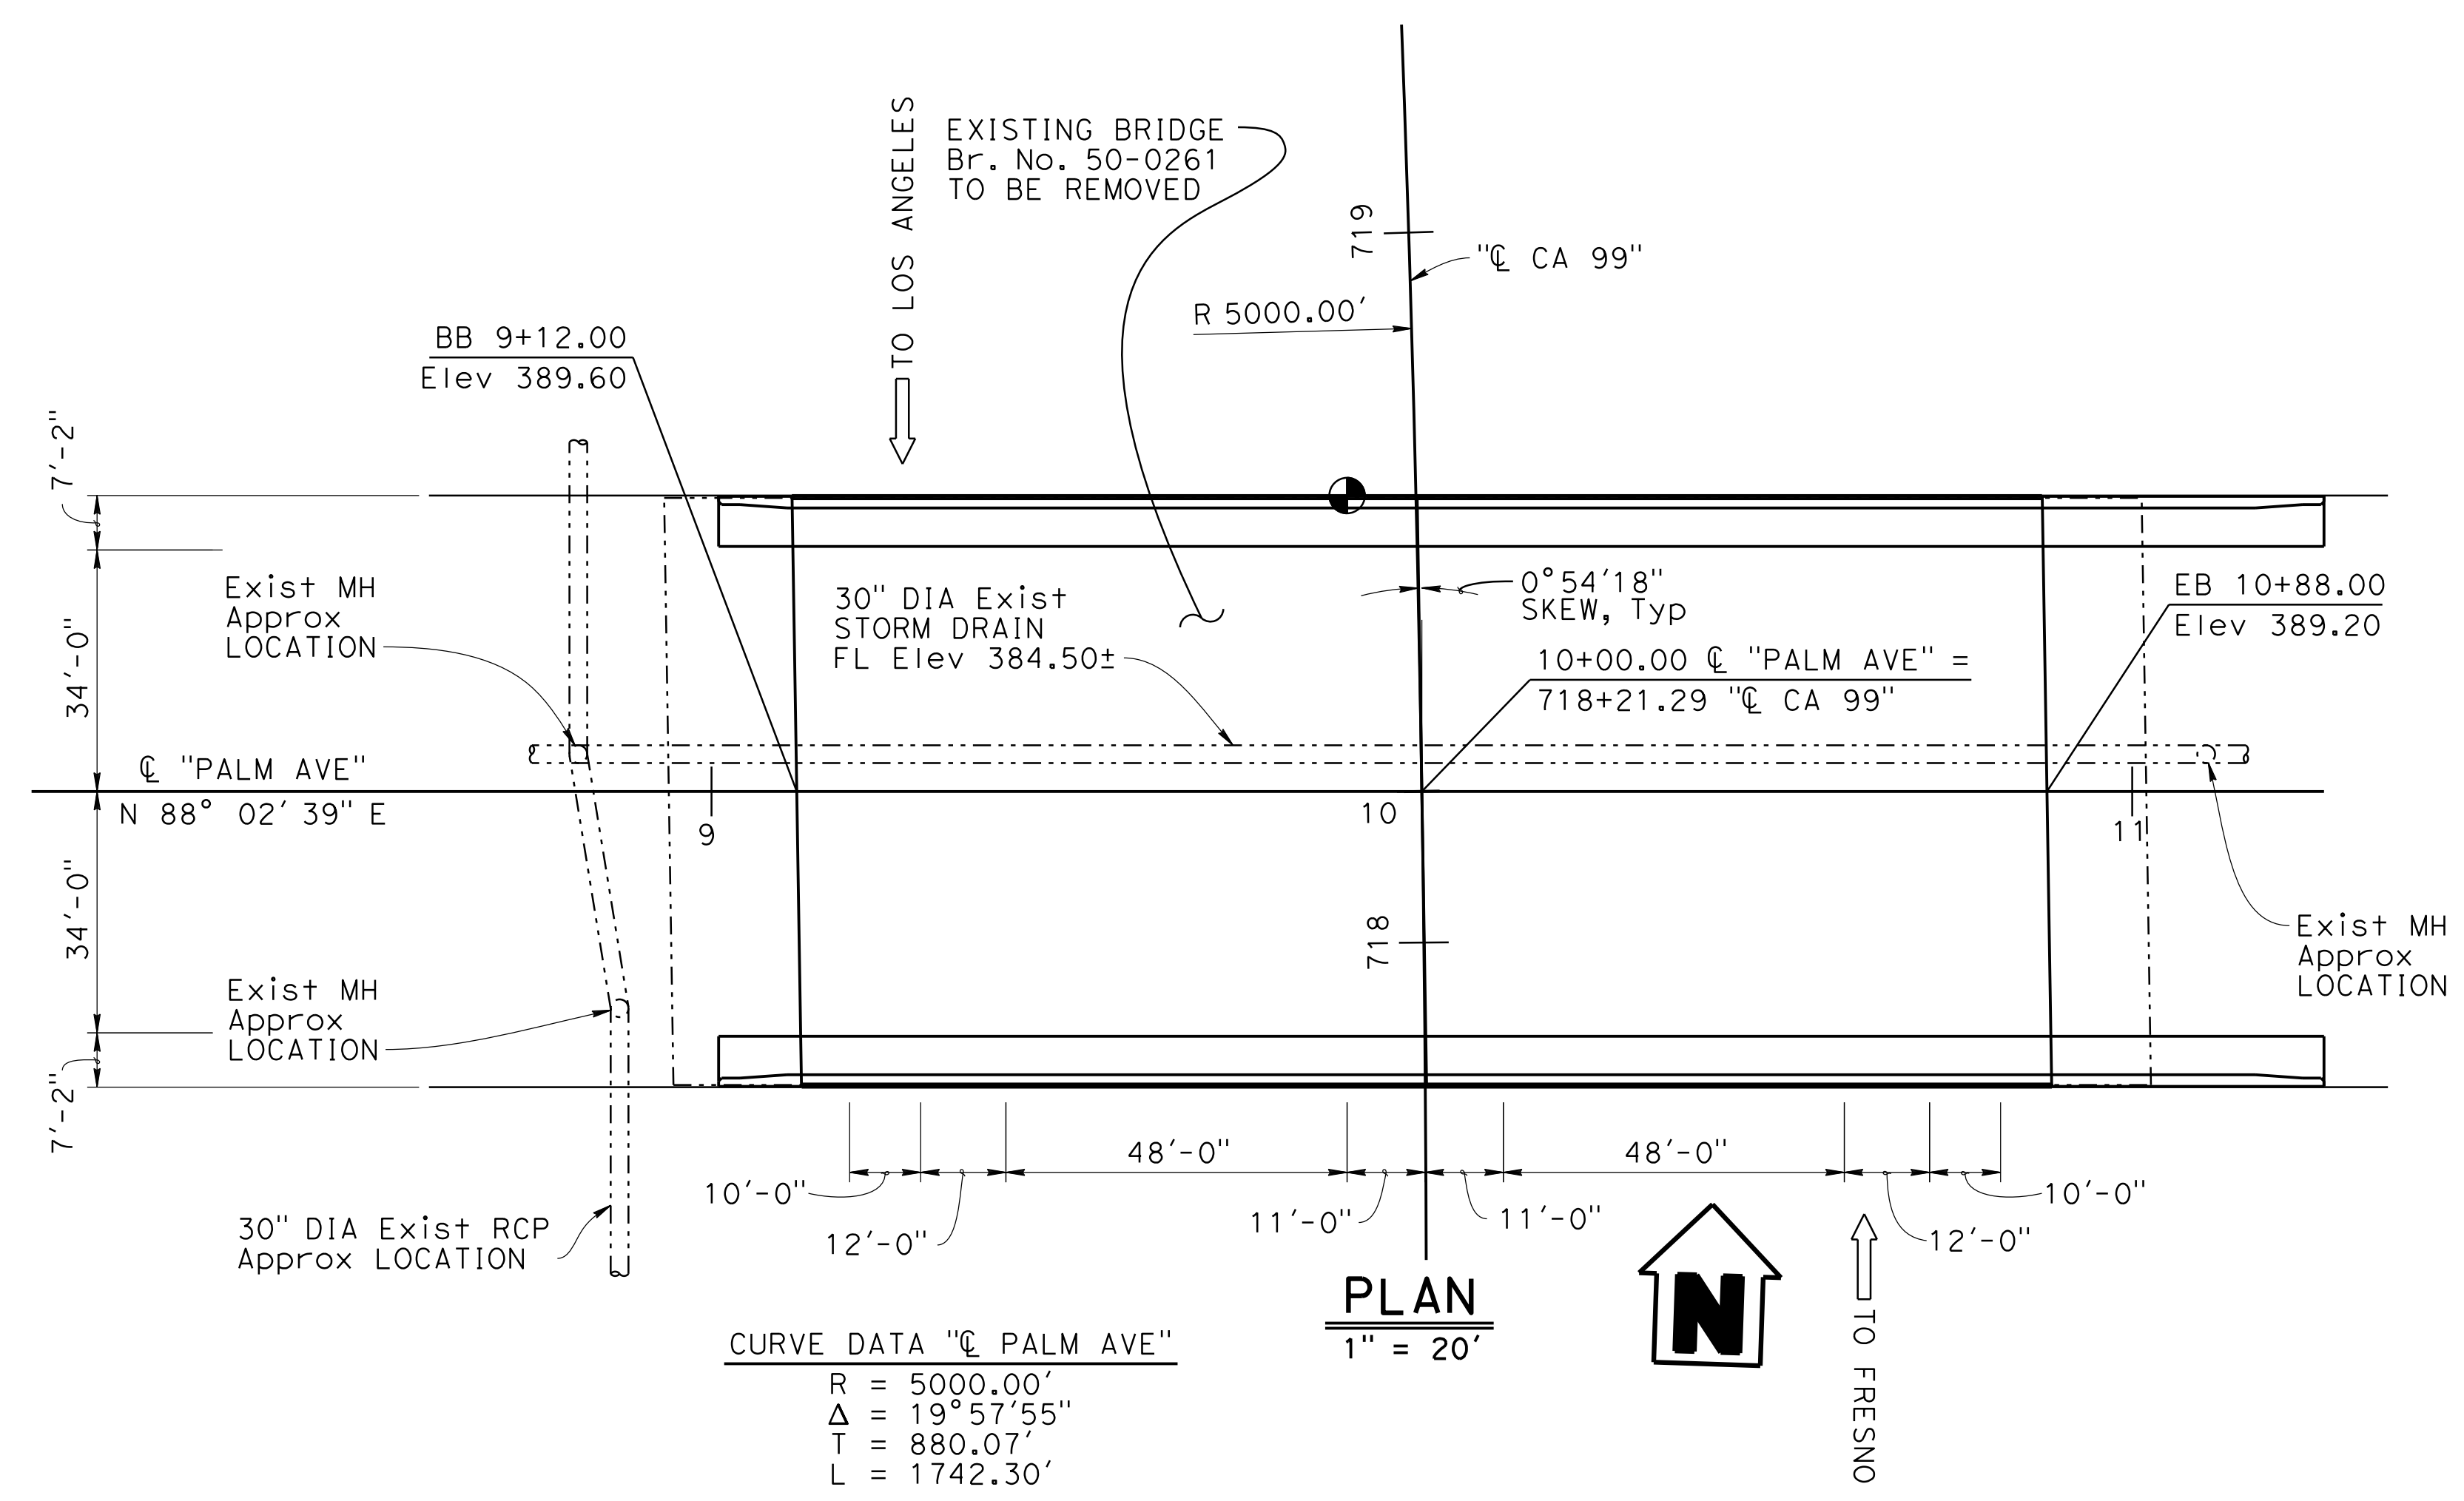 TO LOS ANGELES
EXISTING BRIDGE
Br. No. 50-0261
TO BE REMOVED
719
"℄ CA 99"
R 5000.00'
BB 9+12.00
Elev 389.60
7'-2"
34'-0"
34'-0"
7'-2"
Exist MH
Approx
LOCATION
30" DIA Exist
STORM DRAIN
FL Elev 384.50±
0°54'18"
SKEW, Typ
EB 10+88.00
Elev 389.20
10+00.00 ℄ "PALM AVE" =
718+21.29 "℄ CA 99"
℄ "PALM AVE"
N 88° 02' 39" E
9
10
11
718
Exist MH
Approx
LOCATION
Exist MH
Approx
LOCATION
48'-0"
48'-0"
10'-0"
12'-0"
11'-0"
11'-0"
12'-0"
10'-0"
30" DIA Exist RCP
Approx LOCATION
PLAN
1" = 20'
N
TO FRESNO
CURVE DATA "℄ PALM AVE"
R = 5000.00'
Δ = 19°57'55"
T = 880.07'
L = 1742.30'